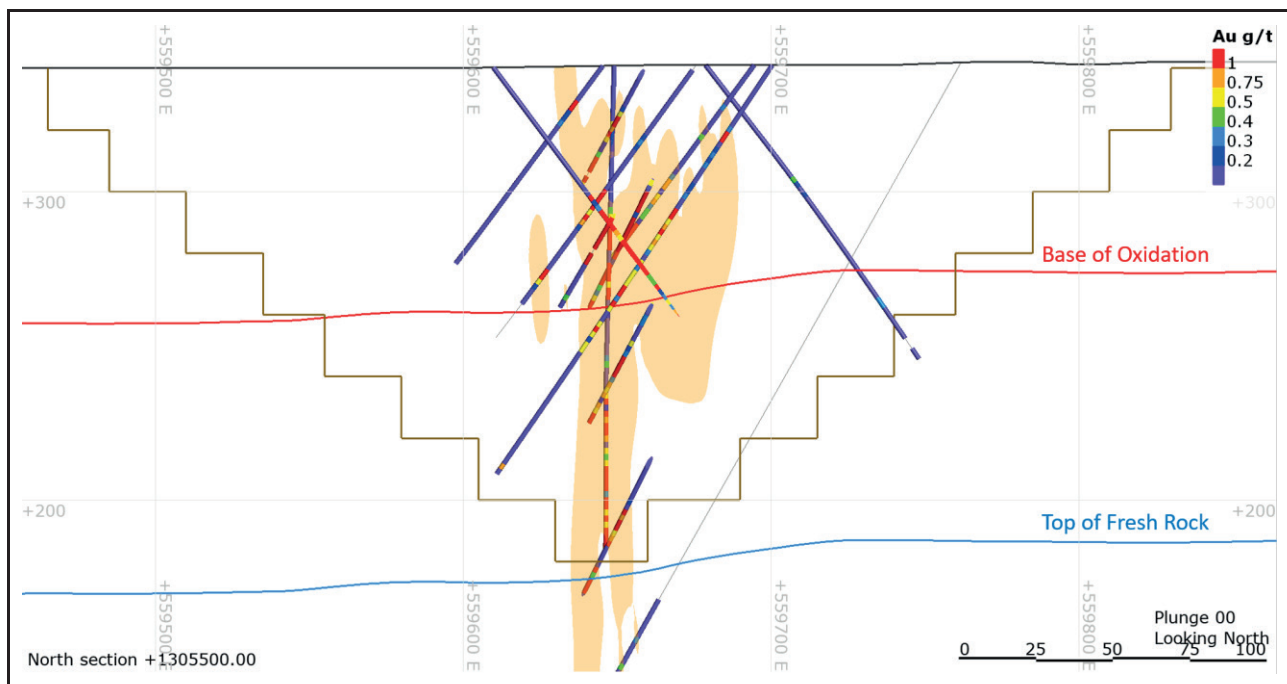 Au g/t
1
0.75
0.5
0.4
0.3
0.2
+559500 E
+559600 E
+559700 E
+559800 E
+300
+300
Base of Oxidation
+200
+200
Top of Fresh Rock
+559500 E
+559600 E
+559700 E
+559800 E
Plunge 00
Looking North
0 25 50 75 100
North section +1305500.00